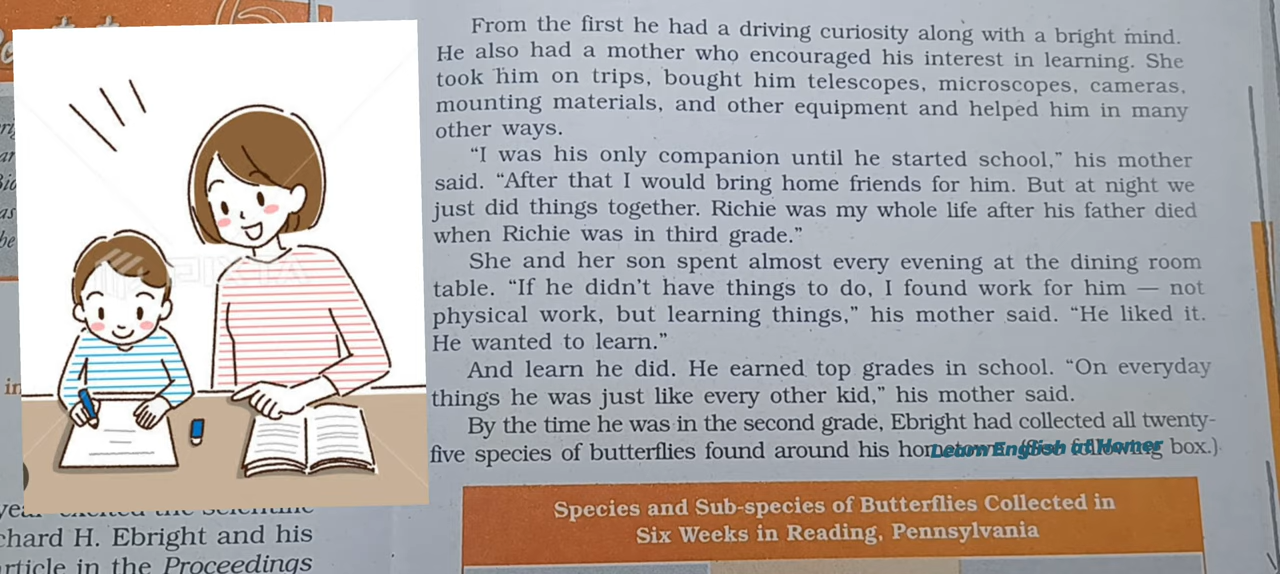 From the first he had a driving curiosity along with a bright mind.
He also had a mother who encouraged his interest in learning. She
took him on trips, bought him telescopes, microscopes, cameras,
mounting materials, and other equipment and helped him in many
other ways.
“I was his only companion until he started school,” his mother
said. “After that I would bring home friends for him. But at night we
just did things together. Richie was my whole life after his father died
when Richie was in third grade.”
She and her son spent almost every evening at the dining room
table. “If he didn't have things to do, I found work for him — not
physical work, but learning things,” his mother said. “He liked it.
He wanted to learn.”
And learn he did. He earned top grades in school. “On everyday
things he was just like every other kid,” his mother said.
By the time he was in the second grade, Ebright had collected all twenty-
five species of butterflies found around his box.)
English at Home
Species and Sub-species of Butterflies Collected in
Six Weeks in Reading, Pennsylvania
PIXTA
in
chard H. Ebright and his
rticle in the Proceedings